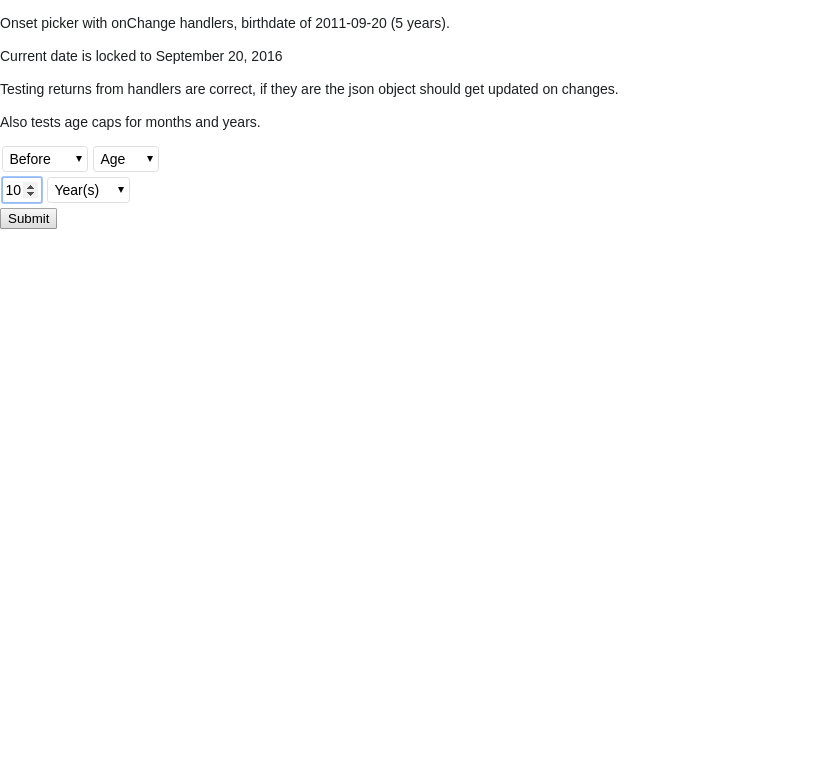 Onset picker with onChange handlers, birthdate of 2011-09-20 (5 years).
Current date is locked to September 20, 2016
Testing returns from handlers are correct, if they are the json object should get updated on changes.
Also tests age caps for months and years.
Before Age
10 Year(s)
Submit